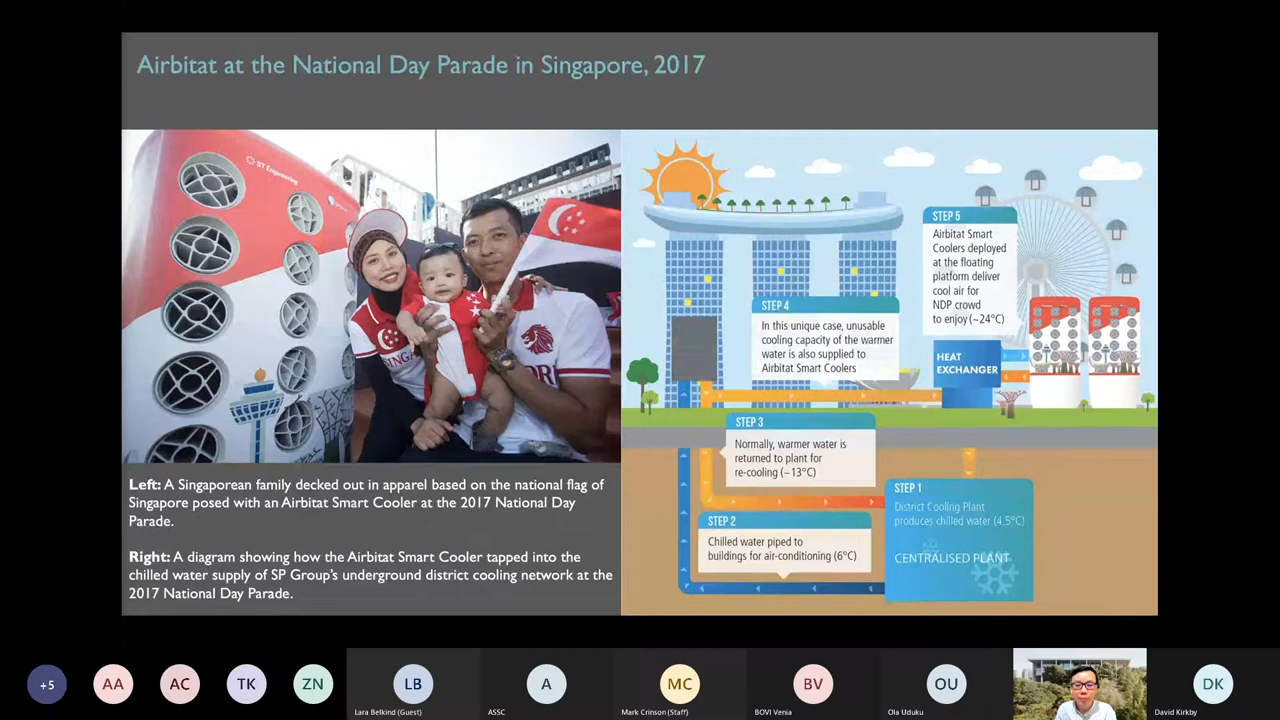 Airbitat at the National Day Parade in Singapore, 2017
ST Engineering
SINGA
Left: A Singaporean family decked out in apparel based on the national flag of
Singapore posed with an Airbitat Smart Cooler at the 2017 National Day
Parade.
Right: A diagram showing how the Airbitat Smart Cooler tapped into the
chilled water supply of SP Group's underground district cooling network at the
2017 National Day Parade.
STEP 5
Airbitat Smart
Coolers deployed
at the floating
platform deliver
cool air for
NDP crowd
to enjoy (~24°C)
STEP 4
In this unique case, unusable
cooling capacity of the warmer
water is also supplied to
Airbitat Smart Coolers
HEAT
EXCHANGER
STEP 3
Normally, warmer water is
returned to plant for
re-cooling (~13°C)
STEP 2
Chilled water piped to
buildings for air-conditioning (6°C)
STEP 1
District Cooling Plant
produces chilled water (4.5°C)
CENTRALISED PLANT
+5
AA
AC
TK
ZN
LB
Lara Belkind (Guest)
A
ASSC
MC
Mark Crinson (Staff)
BV
BOVI Venia
OU
Ola Uduku
DK
David Kirkby